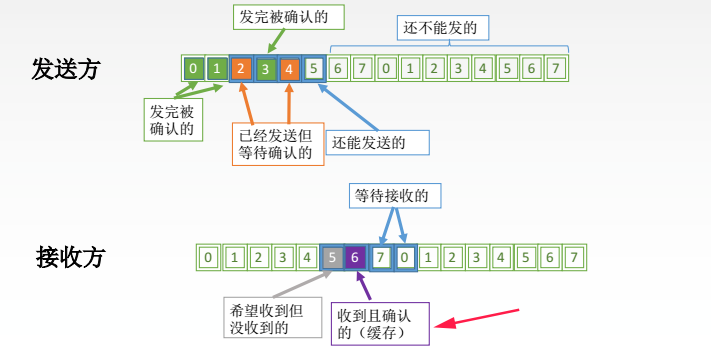 发完被确认的
还不能发的
发送方
0 1 2 3 4 5 6 7 0 1 2 3 4 5 6 7
发完被
确认的
已经发送但
等待确认的
还能发送的
等待接收的
接收方
0 1 2 3 4 5 6 7 0 1 2 3 4 5 6 7
希望收到但
没收到的
收到且确认
的（缓存）